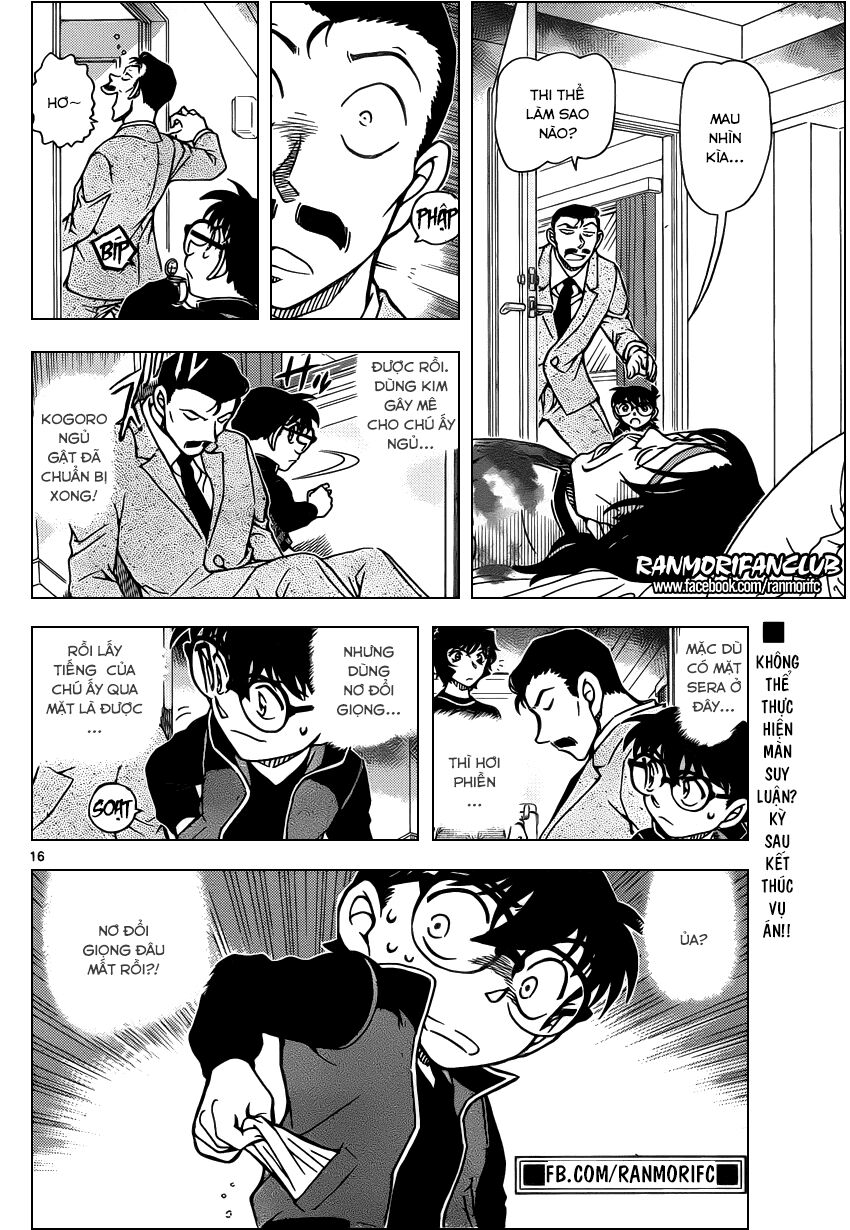 MAU
NHÌN
KÌA...
THI THỂ
LÀM SAO
NÀO?
RANMORIFANCLUB
www.facebook.com/ranmorifc
PHẬP
HƠ~
BÍP
ĐƯỢC RỒI.
DÙNG KIM
GÂY MÊ
CHO CHÚ ẤY
NGỦ...
KOGORO
NGỦ
GẬT ĐÃ
CHUẨN BỊ
XONG!
MẶC DÙ
CÓ MẶT
SERA Ở
ĐÂY...
THÌ HƠI
PHIỀN
...
NHƯNG
DÙNG
NƠ ĐỔI
GIỌNG...
RỒI LẤY
TIẾNG CỦA
CHÚ ẤY QUA
MẶT LÀ ĐƯỢC
...
SOẠT
16
ỦA?
NƠ ĐỔI
GIỌNG ĐÂU
MẤT RỒI?!
KHÔNG
THỂ
THỰC
HIỆN
MÀN
SUY
LUẬN?
KỲ
SAU
KẾT
THÚC
VỤ
ÁN!!
FB.COM/RANMORIFC